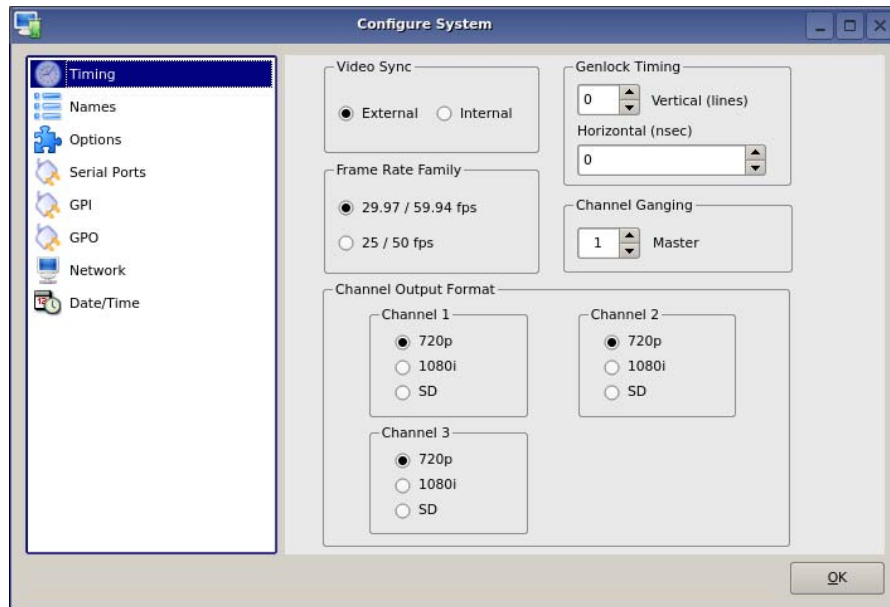 Configure System
Timing
Names
Options
Serial Ports
GPI
GPO
Network
Date/Time
Video Sync
External
Internal
Genlock Timing
0
Vertical (lines)
Horizontal (nsec)
0
Frame Rate Family
29.97 / 59.94 fps
25 / 50 fps
Channel Ganging
1
Master
Channel Output Format
Channel 1
720p
1080i
SD
Channel 2
720p
1080i
SD
Channel 3
720p
1080i
SD
OK